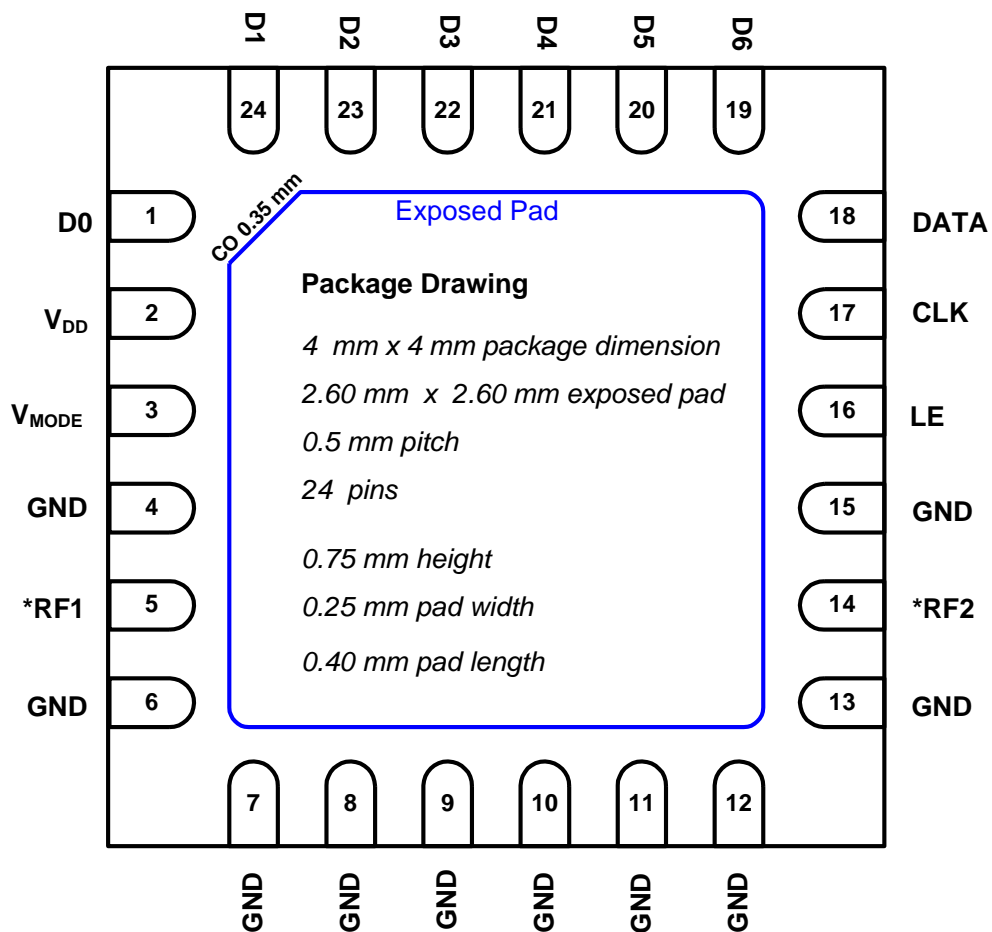 D1 D2 D3 D4 D5 D6
24 23 22 21 20 19
D0 1
V_DD 2
V_MODE 3
GND 4
*RF1 5
GND 6
CO 0.35 mm
Exposed Pad
Package Drawing
4 mm x 4 mm package dimension
2.60 mm x 2.60 mm exposed pad
0.5 mm pitch
24 pins
0.75 mm height
0.25 mm pad width
0.40 mm pad length
18 DATA
17 CLK
16 LE
15 GND
14 *RF2
13 GND
7 8 9 10 11 12
GND GND GND GND GND GND